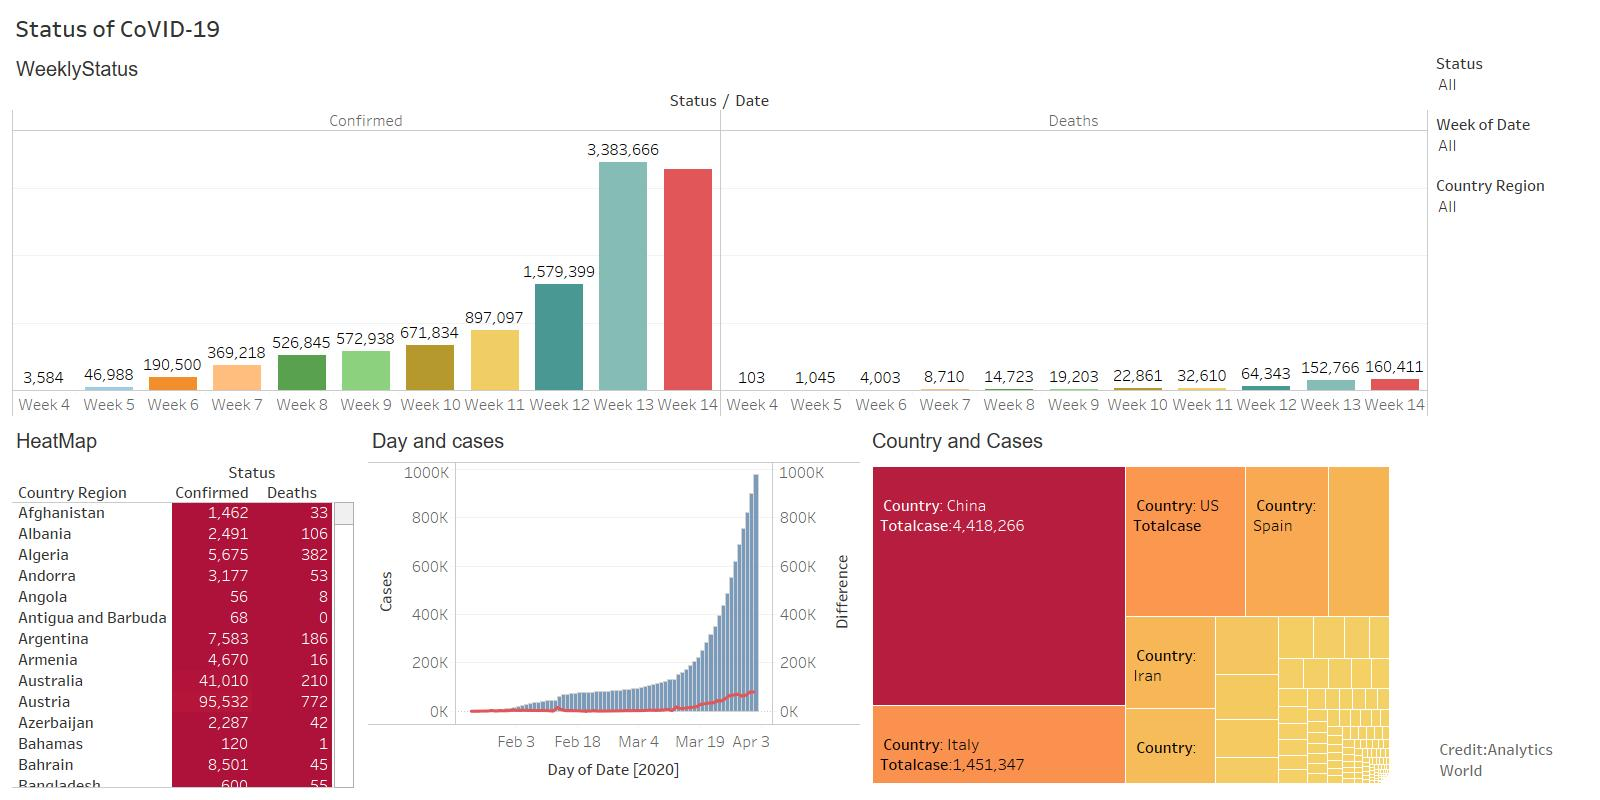 Status of CoVID-19
WeeklyStatus
Status / Date
Confirmed
Deaths
3,584
46,988
190,500
369,218
526,845
572,938
671,834
897,097
1,579,399
3,383,666
103
1,045
4,003
8,710
14,723
19,203
22,861
32,610
64,343
152,766
160,411
Week 4 Week 5 Week 6 Week 7 Week 8 Week 9 Week 10 Week 11 Week 12 Week 13 Week 14 Week 4 Week 5 Week 6 Week 7 Week 8 Week 9 Week 10 Week 11 Week 12 Week 13 Week 14
Status
All
Week of Date
All
Country Region
All
HeatMap
Status
Country Region Confirmed Deaths
Afghanistan 1,462 33
Albania 2,491 106
Algeria 5,675 382
Andorra 3,177 53
Angola 56 8
Antigua and Barbuda 68 0
Argentina 7,583 186
Armenia 4,670 16
Australia 41,010 210
Austria 95,532 772
Azerbaijan 2,287 42
Bahamas 120 1
Bahrain 8,501 45
Bangladesh 600 55
Day and cases
Cases
1000K
800K
600K
400K
200K
0K
1000K
800K
600K
400K
200K
0K
Difference
Feb 3 Feb 18 Mar 4 Mar 19 Apr 3
Day of Date [2020]
Country and Cases
Country: China
Totalcase:4,418,266
Country: US
Totalcase
Country:
Spain
Country:
Iran
Country: Italy
Totalcase:1,451,347
Country:
Credit:Analytics
World